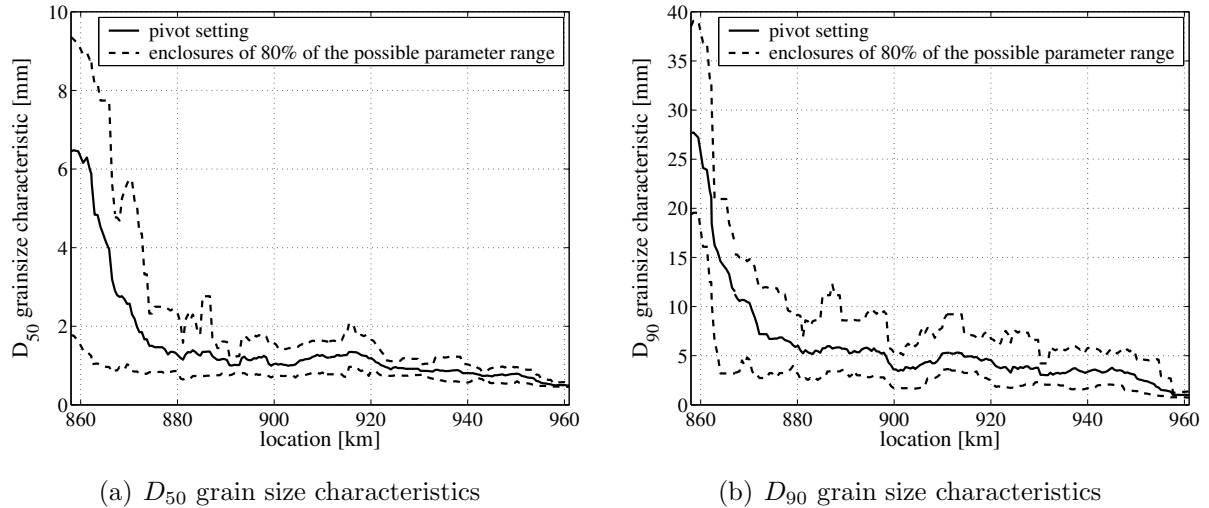 pivot setting
enclosures of 80% of the possible parameter range
D50 grainsize characteristic [mm]
10
8
6
4
2
0
860 880 900 920 940 960
location [km]
(a) D50 grain size characteristics
pivot setting
enclosures of 80% of the possible parameter range
D90 grainsize characteristic [mm]
40
35
30
25
20
15
10
5
0
860 880 900 920 940 960
location [km]
(b) D90 grain size characteristics